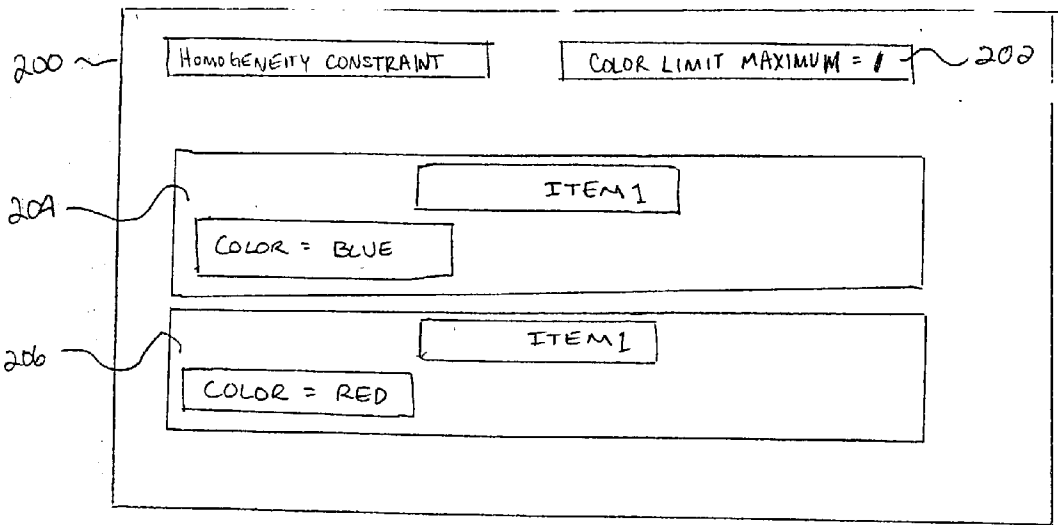 200 HOMOGENEITY CONSTRAINT COLOR LIMIT MAXIMUM = 1 202
204 ITEM 1
COLOR = BLUE
206 ITEM 1
COLOR = RED